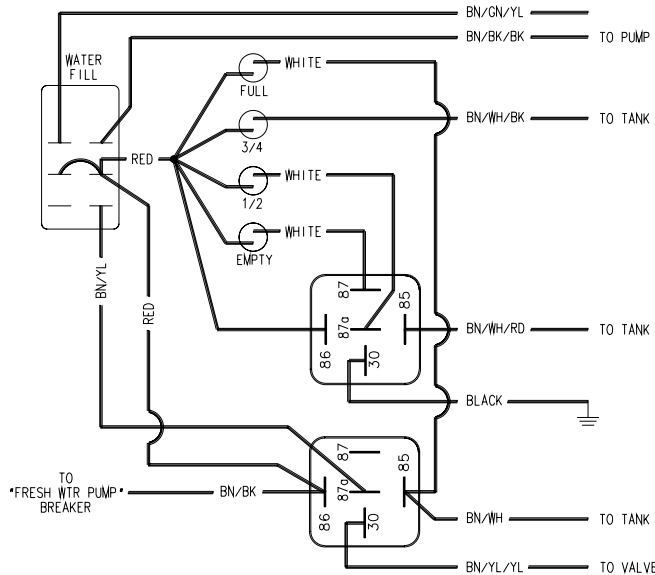 BN/GN/YL
BN/BK/BK TO PUMP
WATER
FILL
WHITE
FULL
BN/WH/BK TO TANK
3/4
RED
WHITE
1/2
WHITE
EMPTY
BN/YL
RED
87
85
87a
86
30
BN/WH/RD TO TANK
BLACK
87
85
87a
86
30
TO
"FRESH WTR PUMP"
BREAKER
BN/BK
BN/WH TO TANK
BN/YL/YL TO VALVE